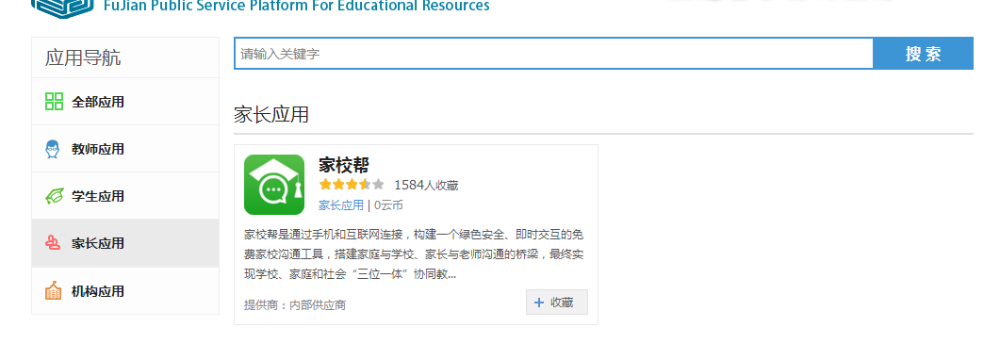 FuJian Public Service Platform For Educational Resources
应用导航
全部应用
教师应用
学生应用
家长应用
机构应用
请输入关键字
搜 索
家长应用
家校帮
1584人收藏
家长应用 | 0云币
家校帮是通过手机和互联网连接，构建一个绿色安全、即时交互的免
费家校沟通工具，搭建家庭与学校、家长与老师沟通的桥梁，最终实
现学校、家庭和社会“三位一体”协同教...
提供商：内部供应商
+ 收藏